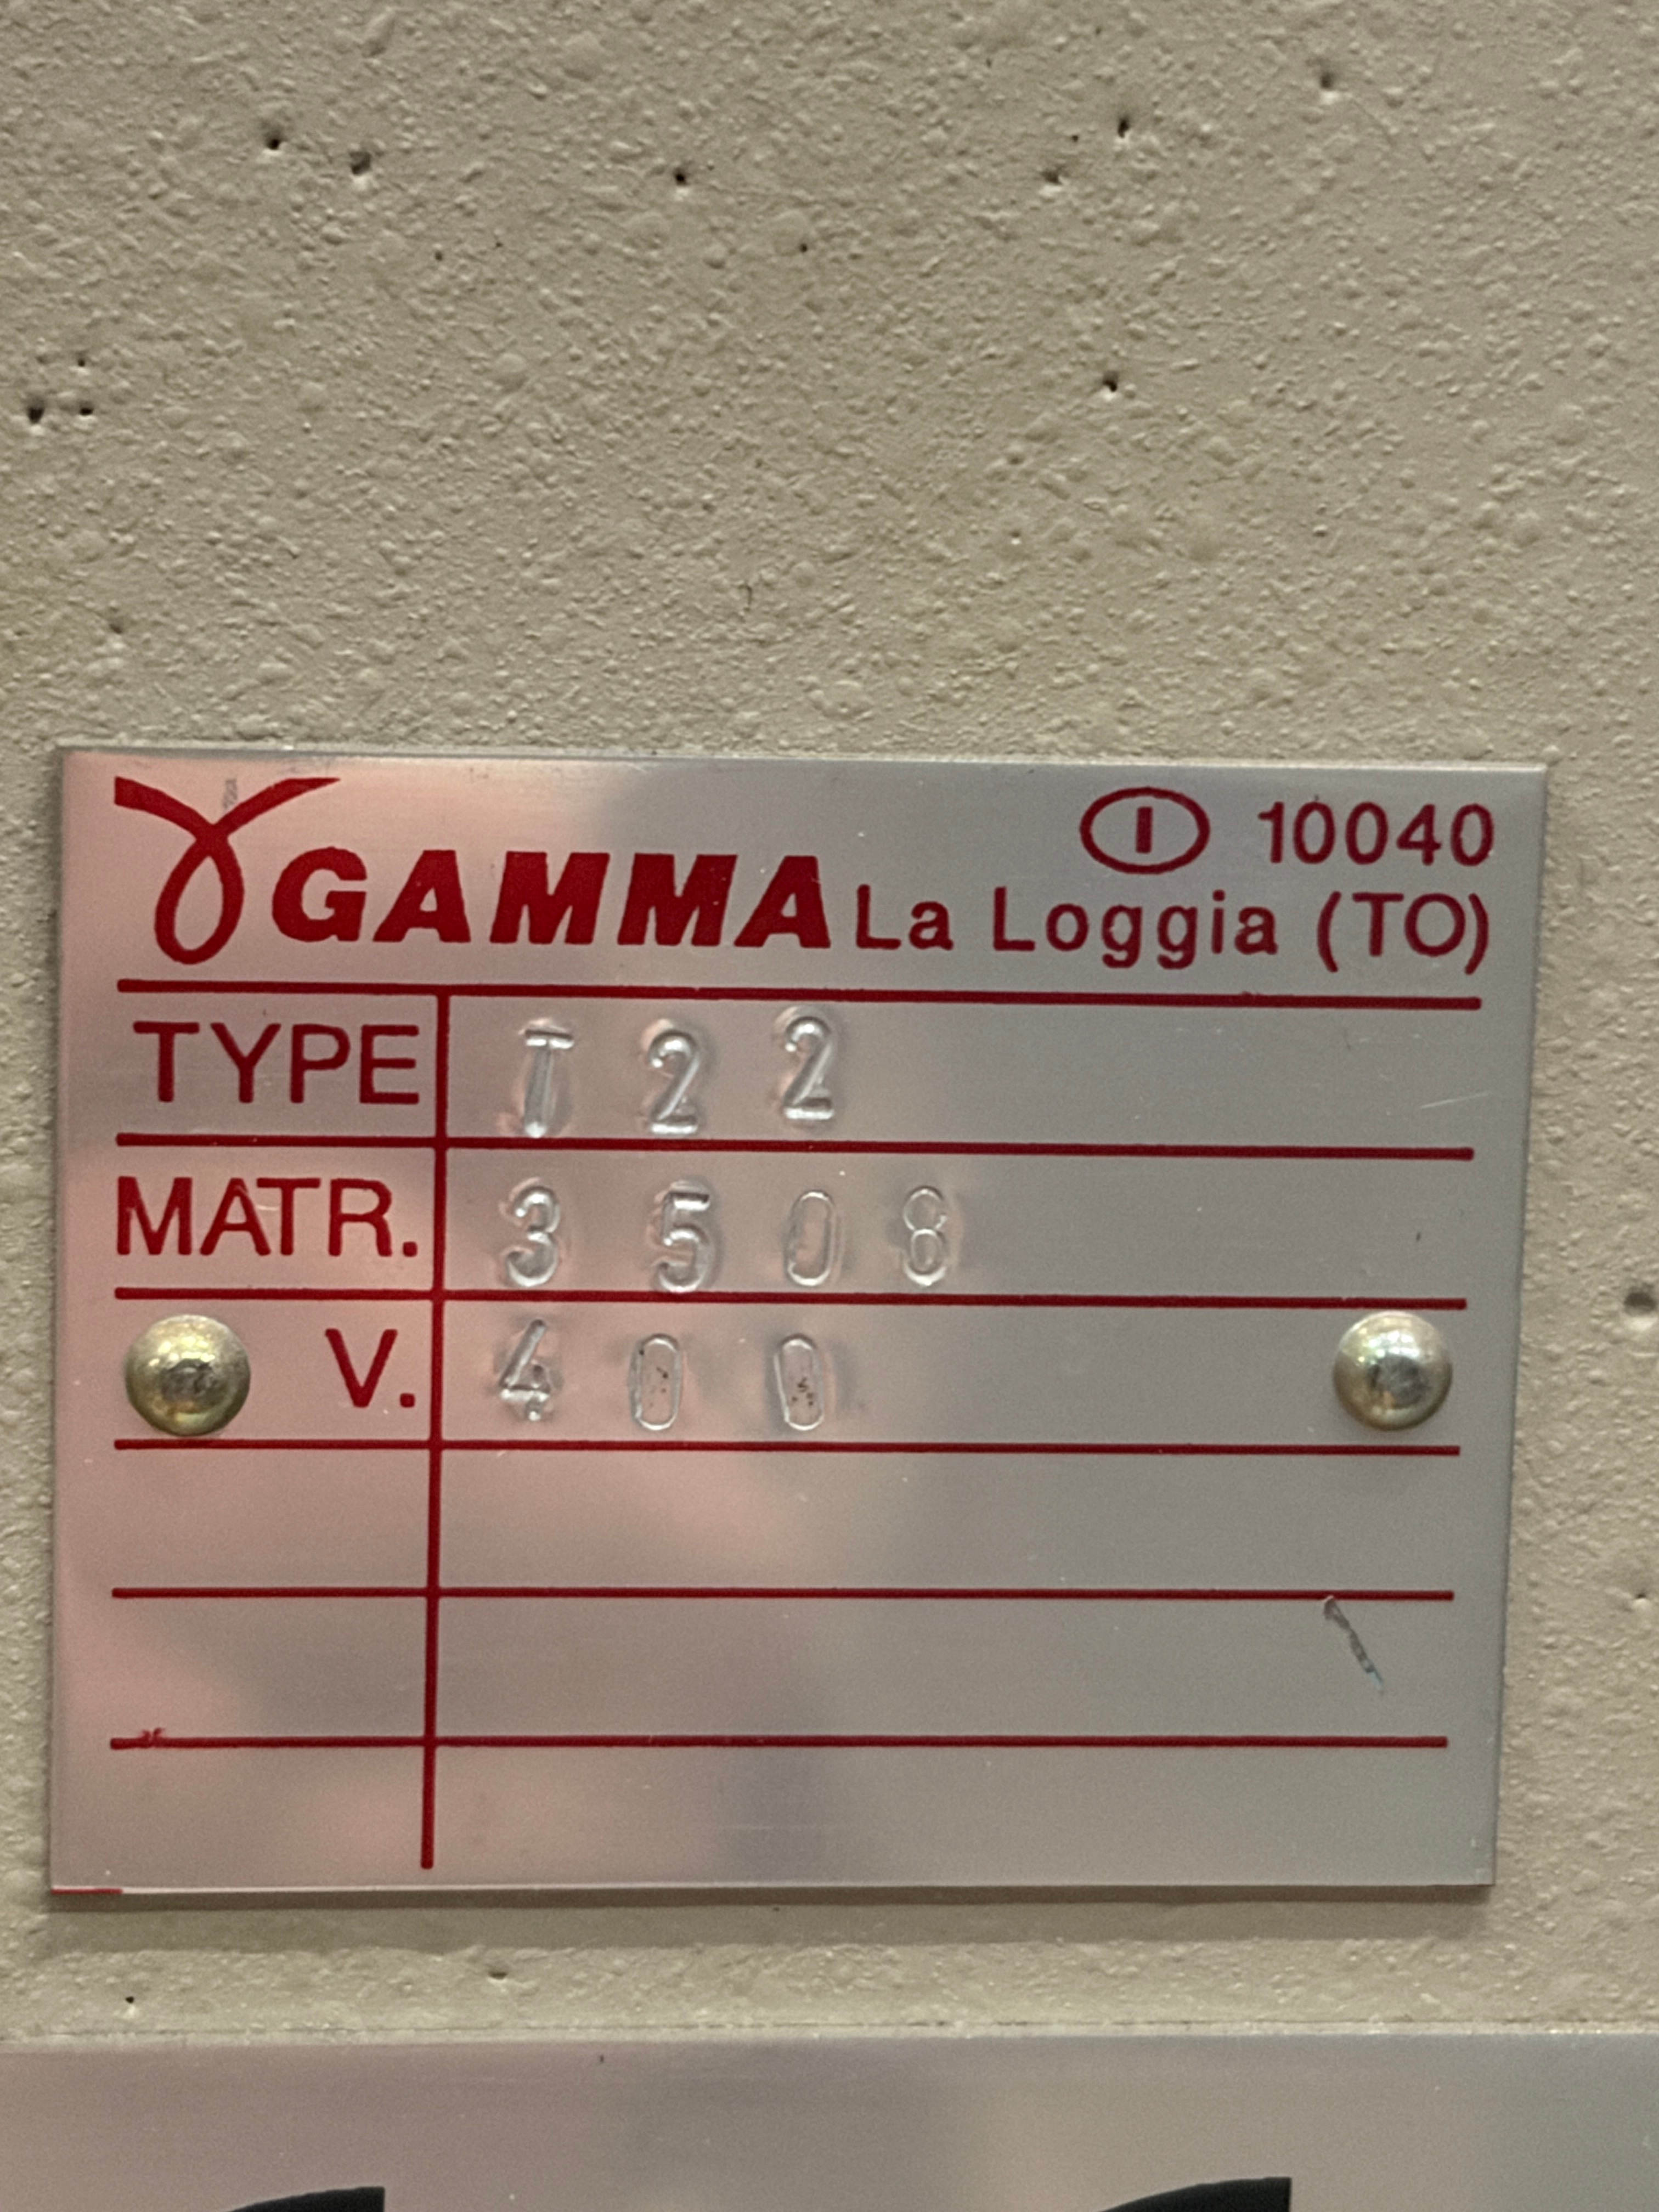 I 10040
GAMMA La Loggia (TO)
TYPE T22
MATR. 3508
V. 400